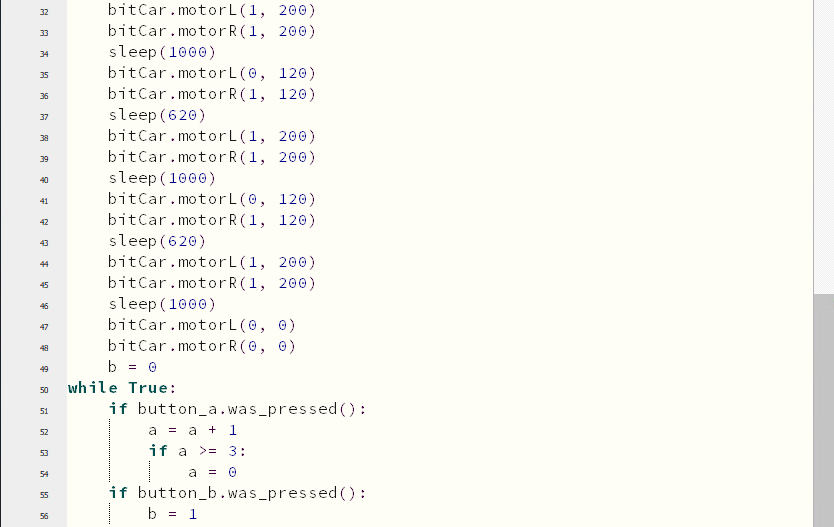 32 bitCar.motorL(1, 200)
33 bitCar.motorR(1, 200)
34 sleep(1000)
35 bitCar.motorL(0, 120)
36 bitCar.motorR(1, 120)
37 sleep(620)
38 bitCar.motorL(1, 200)
39 bitCar.motorR(1, 200)
40 sleep(1000)
41 bitCar.motorL(0, 120)
42 bitCar.motorR(1, 120)
43 sleep(620)
44 bitCar.motorL(1, 200)
45 bitCar.motorR(1, 200)
46 sleep(1000)
47 bitCar.motorL(0, 0)
48 bitCar.motorR(0, 0)
49 b = 0
50 while True:
51 if button_a.was_pressed():
52 a = a + 1
53 if a >= 3:
54 a = 0
55 if button_b.was_pressed():
56 b = 1